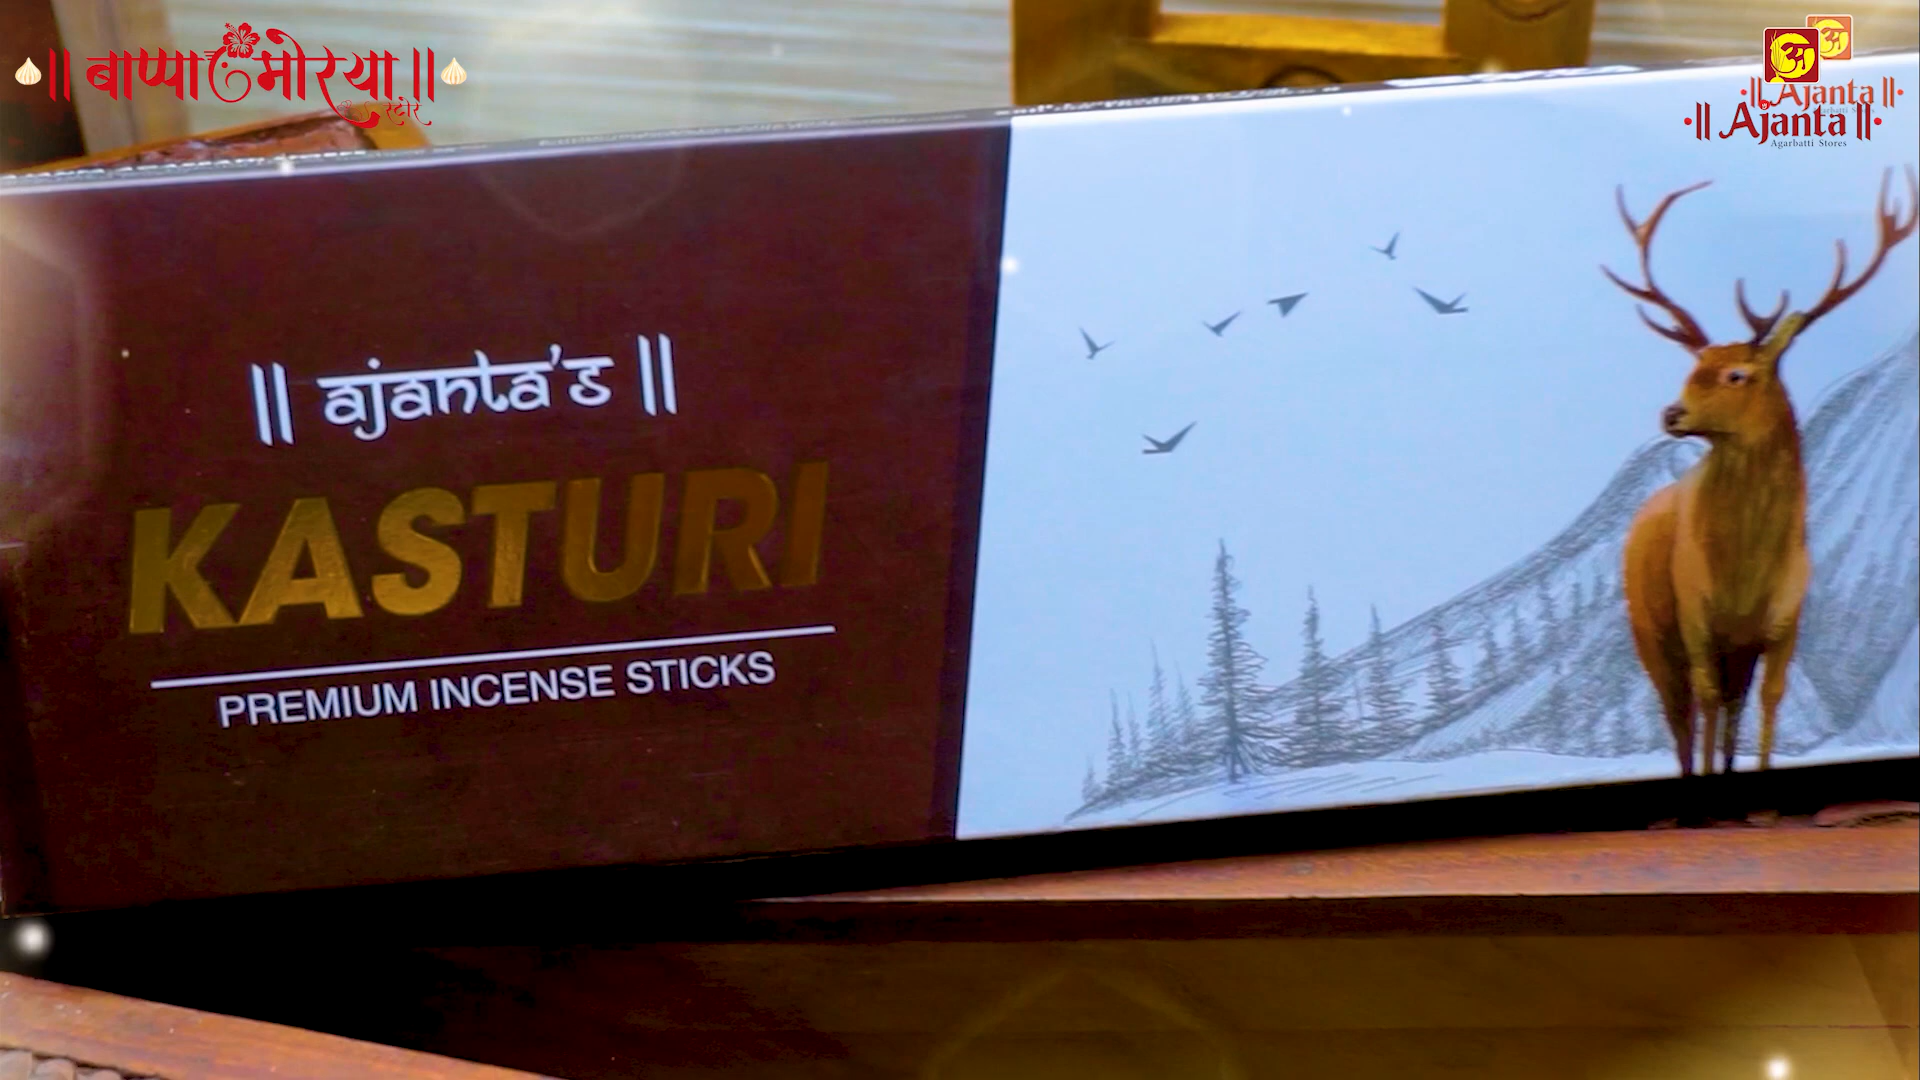 ॥ बाप्पा मोरया ॥
स्टोर
॥ Ajanta ॥
॥ Ajanta ॥
Agarbatti Stores
|| ajanta's ||
KASTURI
PREMIUM INCENSE STICKS